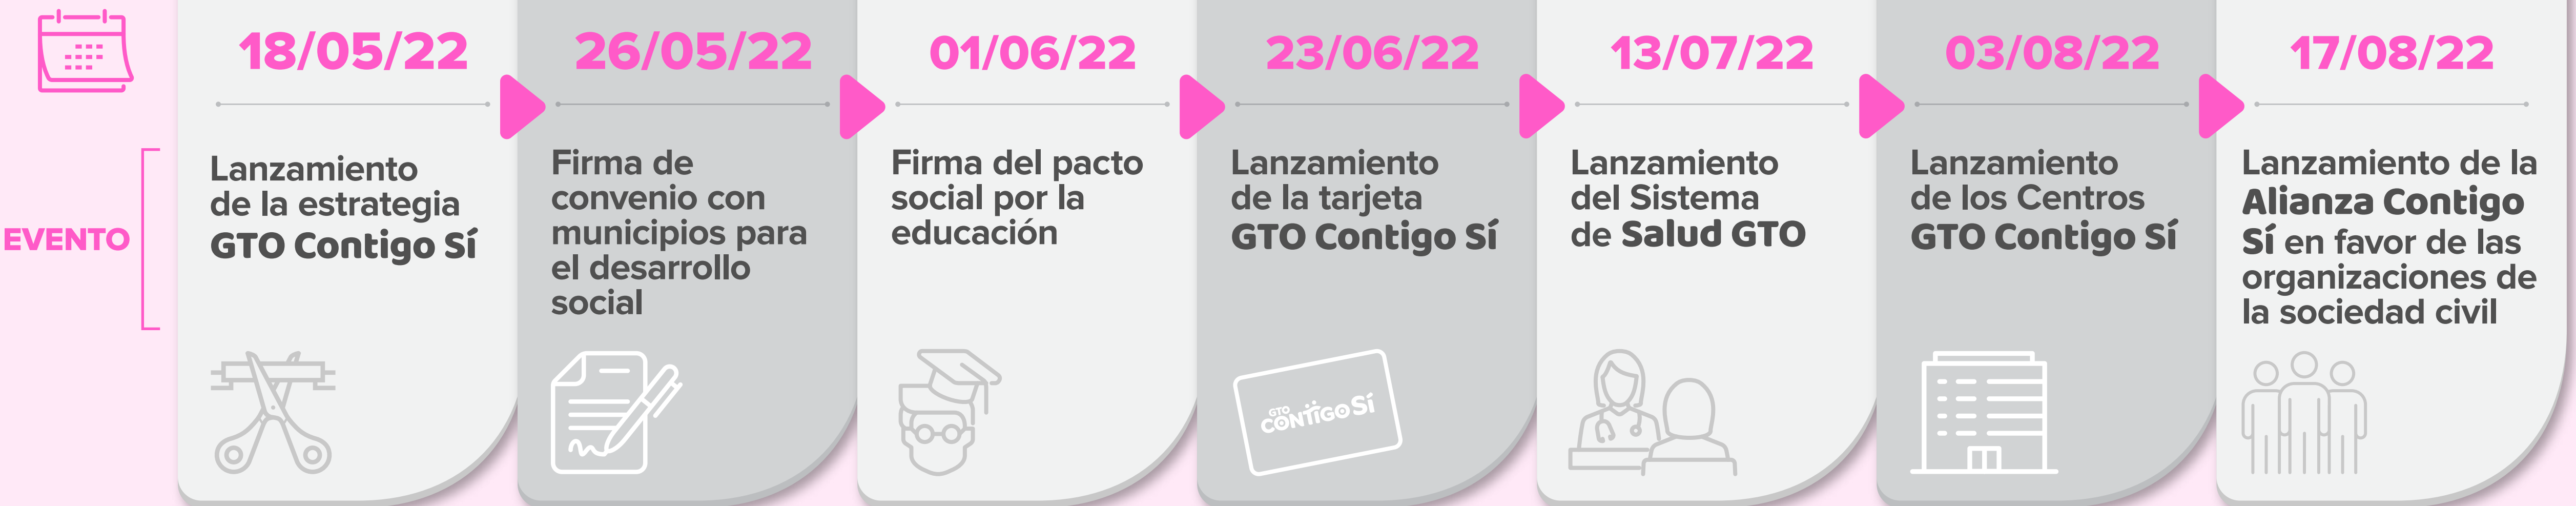 EVENTO
18/05/22
Lanzamiento
de la estrategia
GTO Contigo Sí
26/05/22
Firma de
convenio con
municipios para
el desarrollo
social
01/06/22
Firma del pacto
social por la
educación
23/06/22
Lanzamiento
de la tarjeta
GTO Contigo Sí
GTO
CONTIGO SÍ
13/07/22
Lanzamiento
del Sistema
de Salud GTO
03/08/22
Lanzamiento
de los Centros
GTO Contigo Sí
17/08/22
Lanzamiento de la
Alianza Contigo
Sí en favor de las
organizaciones de
la sociedad civil